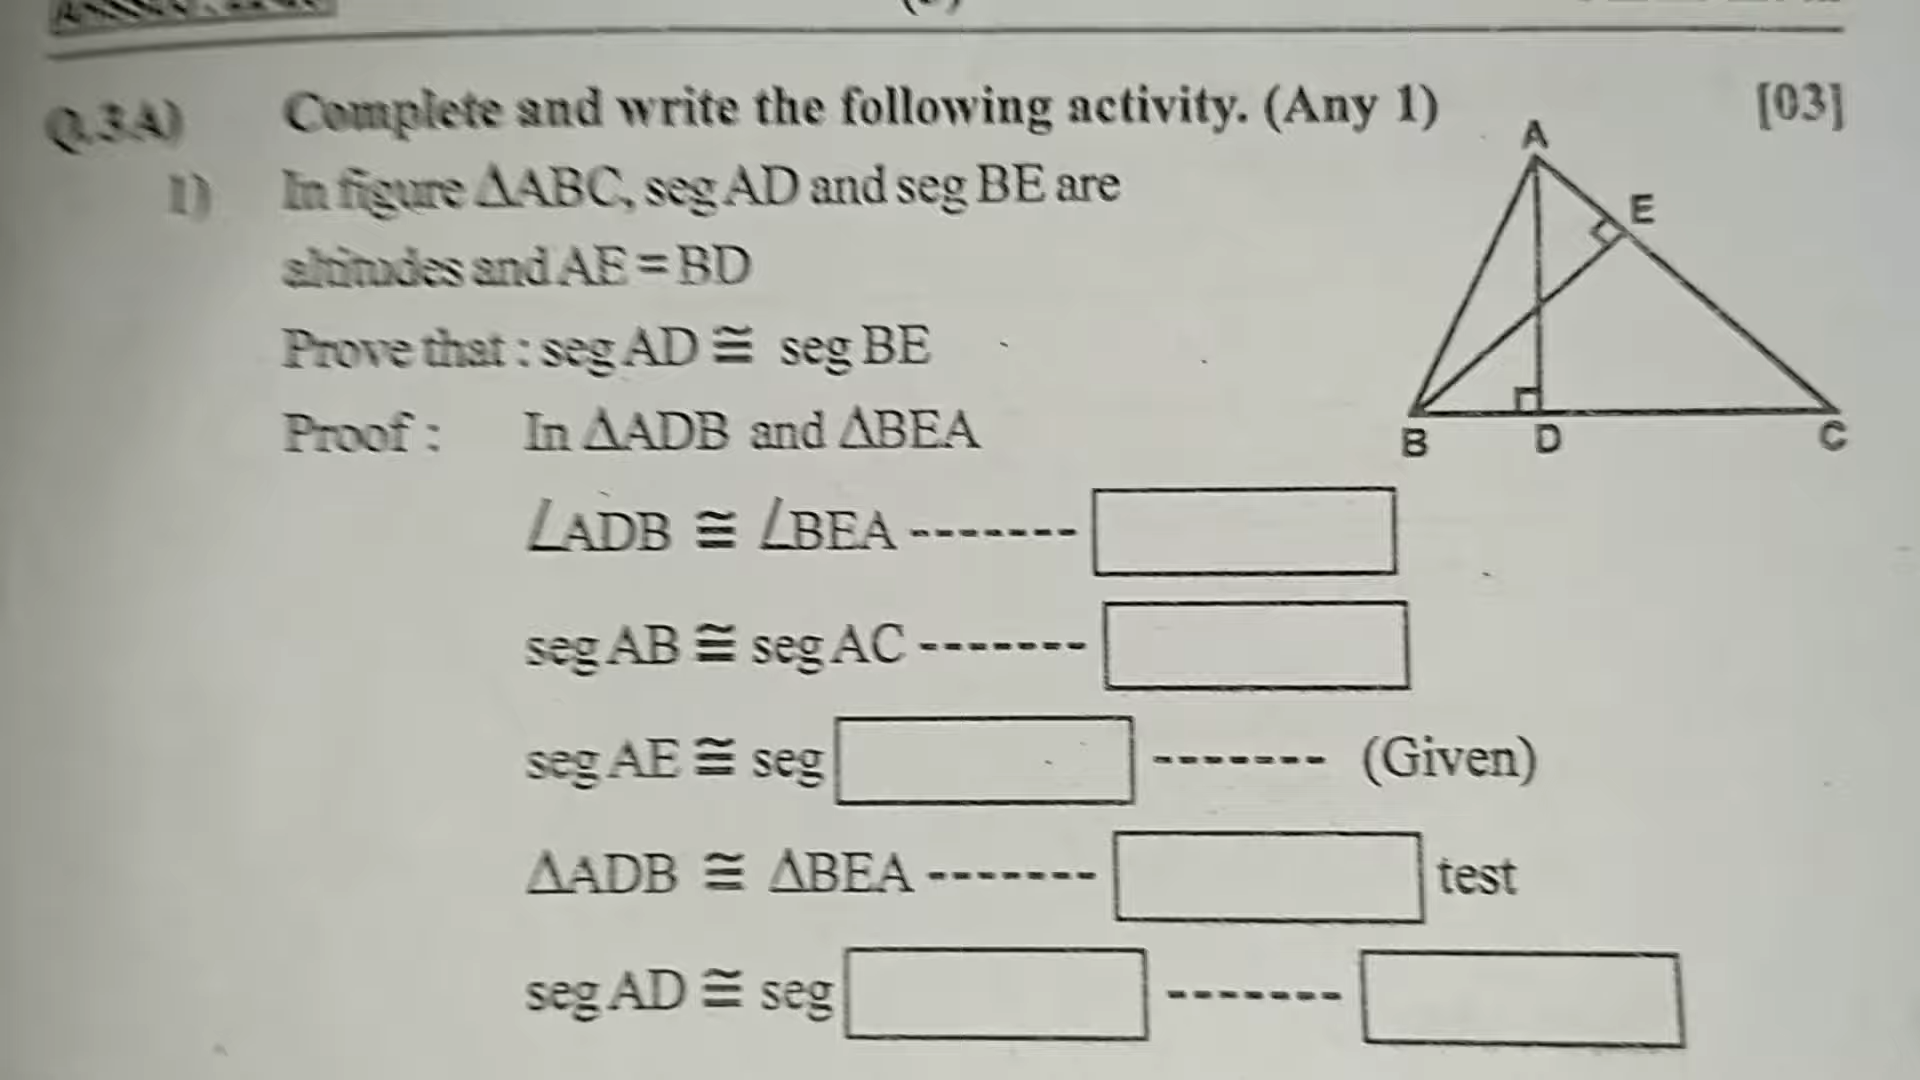 Q.3A) Complete and write the following activity. (Any 1) [03]
1) In figure ΔABC, seg AD and seg BE are
altitudes and AE = BD
Prove that : seg AD ≅ seg BE
Proof : In ΔADB and ΔBEA
∠ADB ≅ ∠BEA -------
seg AB ≅ seg AC -------
seg AE ≅ seg ------- (Given)
ΔADB ≅ ΔBEA ------- test
seg AD ≅ seg -------
A
E
B
D
C